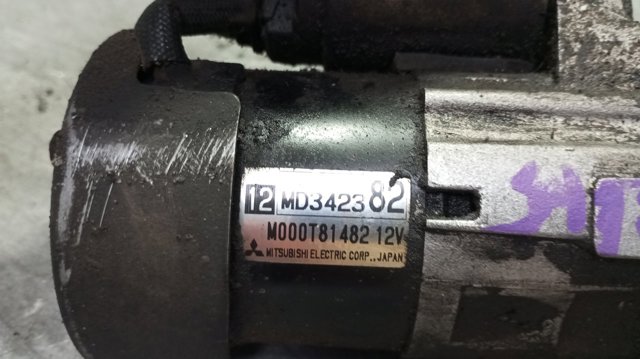 12 MD342382
M000T81482 12V
MITSUBISHI ELECTRIC CORP., JAPAN